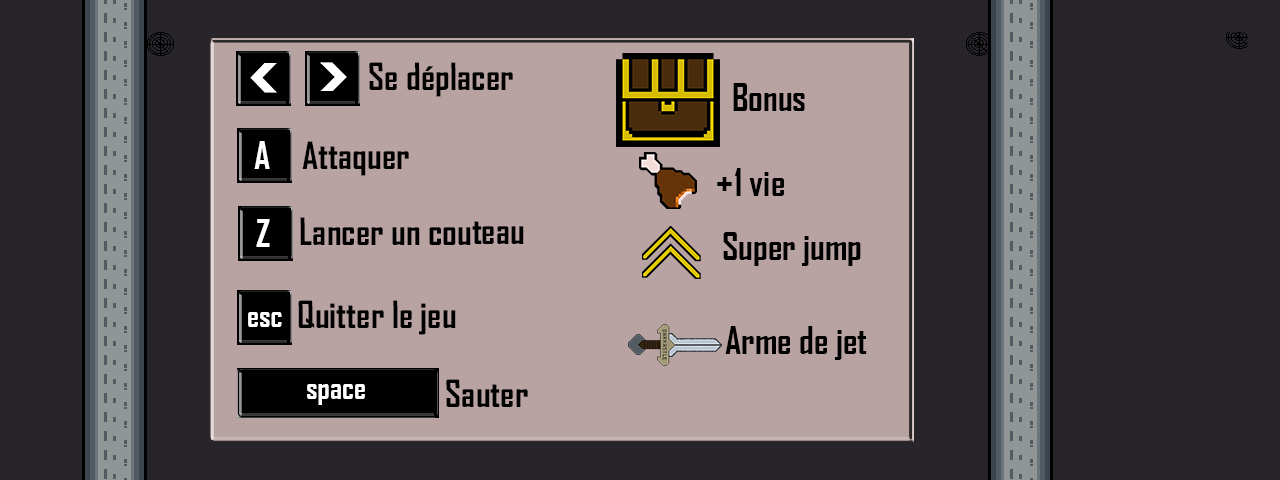 Se déplacer
A Attaquer
Z Lancer un couteau
esc Quitter le jeu
space Sauter
Bonus
+1 vie
Super jump
Arme de jet